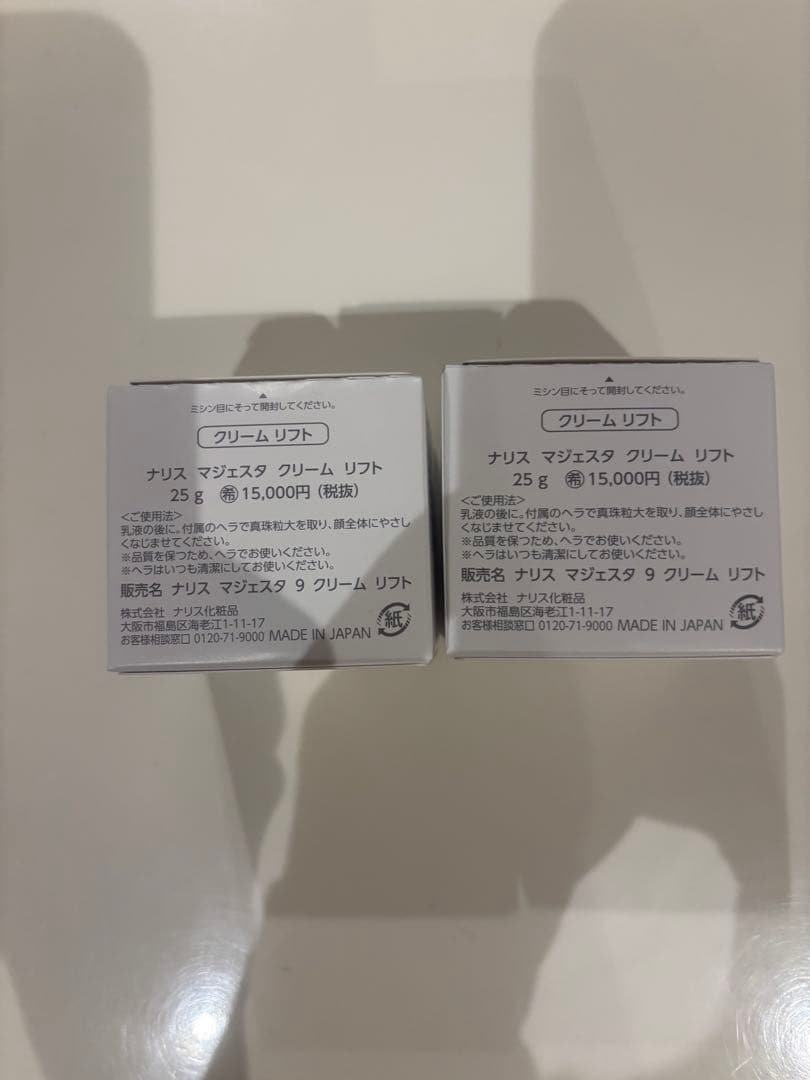 ▲
ミシン目にそって開封してください。
クリーム リフト
ナリス マジェスタ クリーム リフト
25g ㊒15,000円(税抜)
<ご使用法>
乳液の後に。付属のヘラで真珠粒大を取り、顔全体にやさし
くなじませてください。
※品質を保つため、ヘラでお使いください。
※ヘラはいつも清潔にしてお使いください。
販売名 ナリス マジェスタ 9 クリーム リフト
株式会社 ナリス化粧品
大阪市福島区海老江1-11-17
お客様相談窓口 0120-71-9000 MADE IN JAPAN
紙
▲
ミシン目にそって開封してください。
クリーム リフト
ナリス マジェスタ クリーム リフト
25g 希15,000円(税抜)
<ご使用法>
乳液の後に。付属のヘラで真珠粒大を取り、顔全体にやさし
くなじませてください。
※品質を保つため、ヘラでお使いください。
※ヘラはいつも清潔にしてお使いください。
販売名 ナリス マジェスタ 9 クリーム リフト
株式会社 ナリス化粧品
大阪市福島区海老江1-11-17
お客様相談窓口 0120-71-9000 MADE IN JAPAN
紙